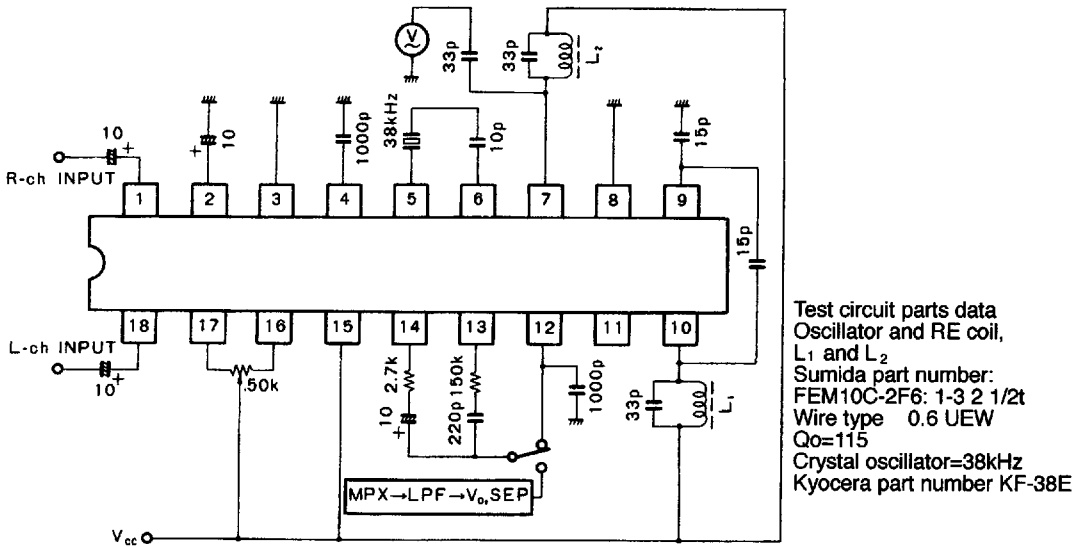 V
33p
33p
L₂
10
+
R-ch INPUT
+
10
1000p
38kHz
10p
15p
1
2
3
4
5
6
7
8
9
15p
18
17
16
15
14
13
12
11
10
L-ch INPUT
10
+
.50k
2.7k
150k
10
+
220p
1000p
33p
L₁
MPX→LPF→V₀,SEP
Vcc
Test circuit parts data
Oscillator and RE coil,
L₁ and L₂
Sumida part number:
FEM10C-2F6: 1-3 2 1/2t
Wire type 0.6 UEW
Qo=115
Crystal oscillator=38kHz
Kyocera part number KF-38E